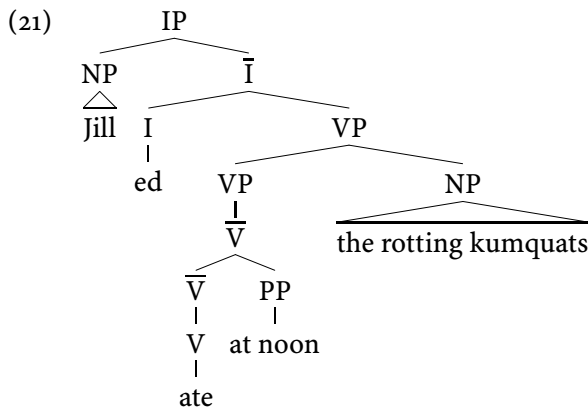 (21) IP
NP I̅
Jill I VP
ed VP NP
V̅ the rotting kumquats
V̅ PP
V at noon
ate